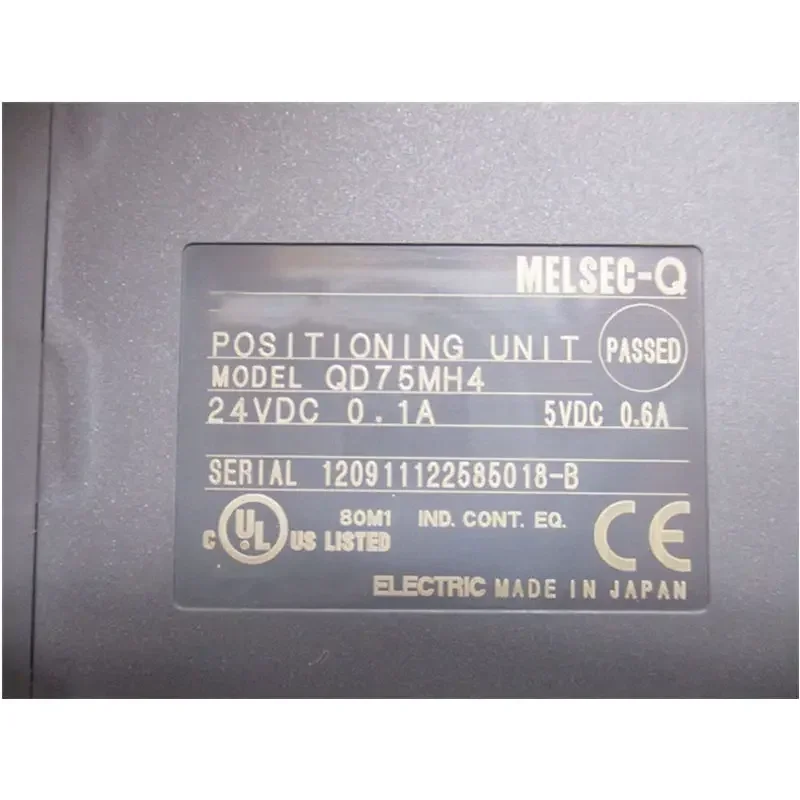 MELSEC-Q
POSITIONING UNIT
PASSED
MODEL QD75MH4
24VDC 0.1A 5VDC 0.6A
SERIAL 120911122585018-B
C UL US LISTED
80M1 IND. CONT. EQ.
CE
ELECTRIC MADE IN JAPAN